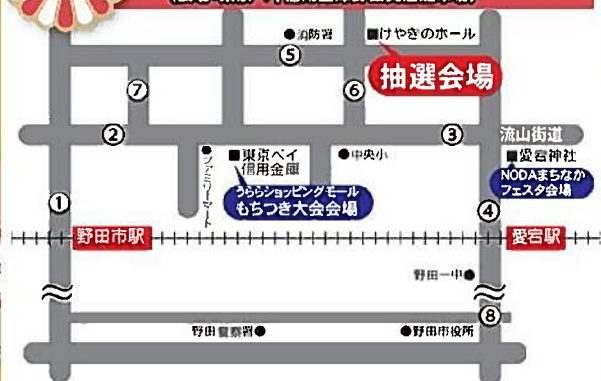 消防署
けやきのホール
⑤
抽選会場
⑦
⑥
②
③
流山街道
ファミリーマート
東京ベイ
信用金庫
中央小
愛宕神社
うららショッピングモール
もちつき大会会場
NODAまちなか
フェスタ会場
①
④
野田市駅
愛宕駅
野田一中
⑧
野田警察署
野田市役所